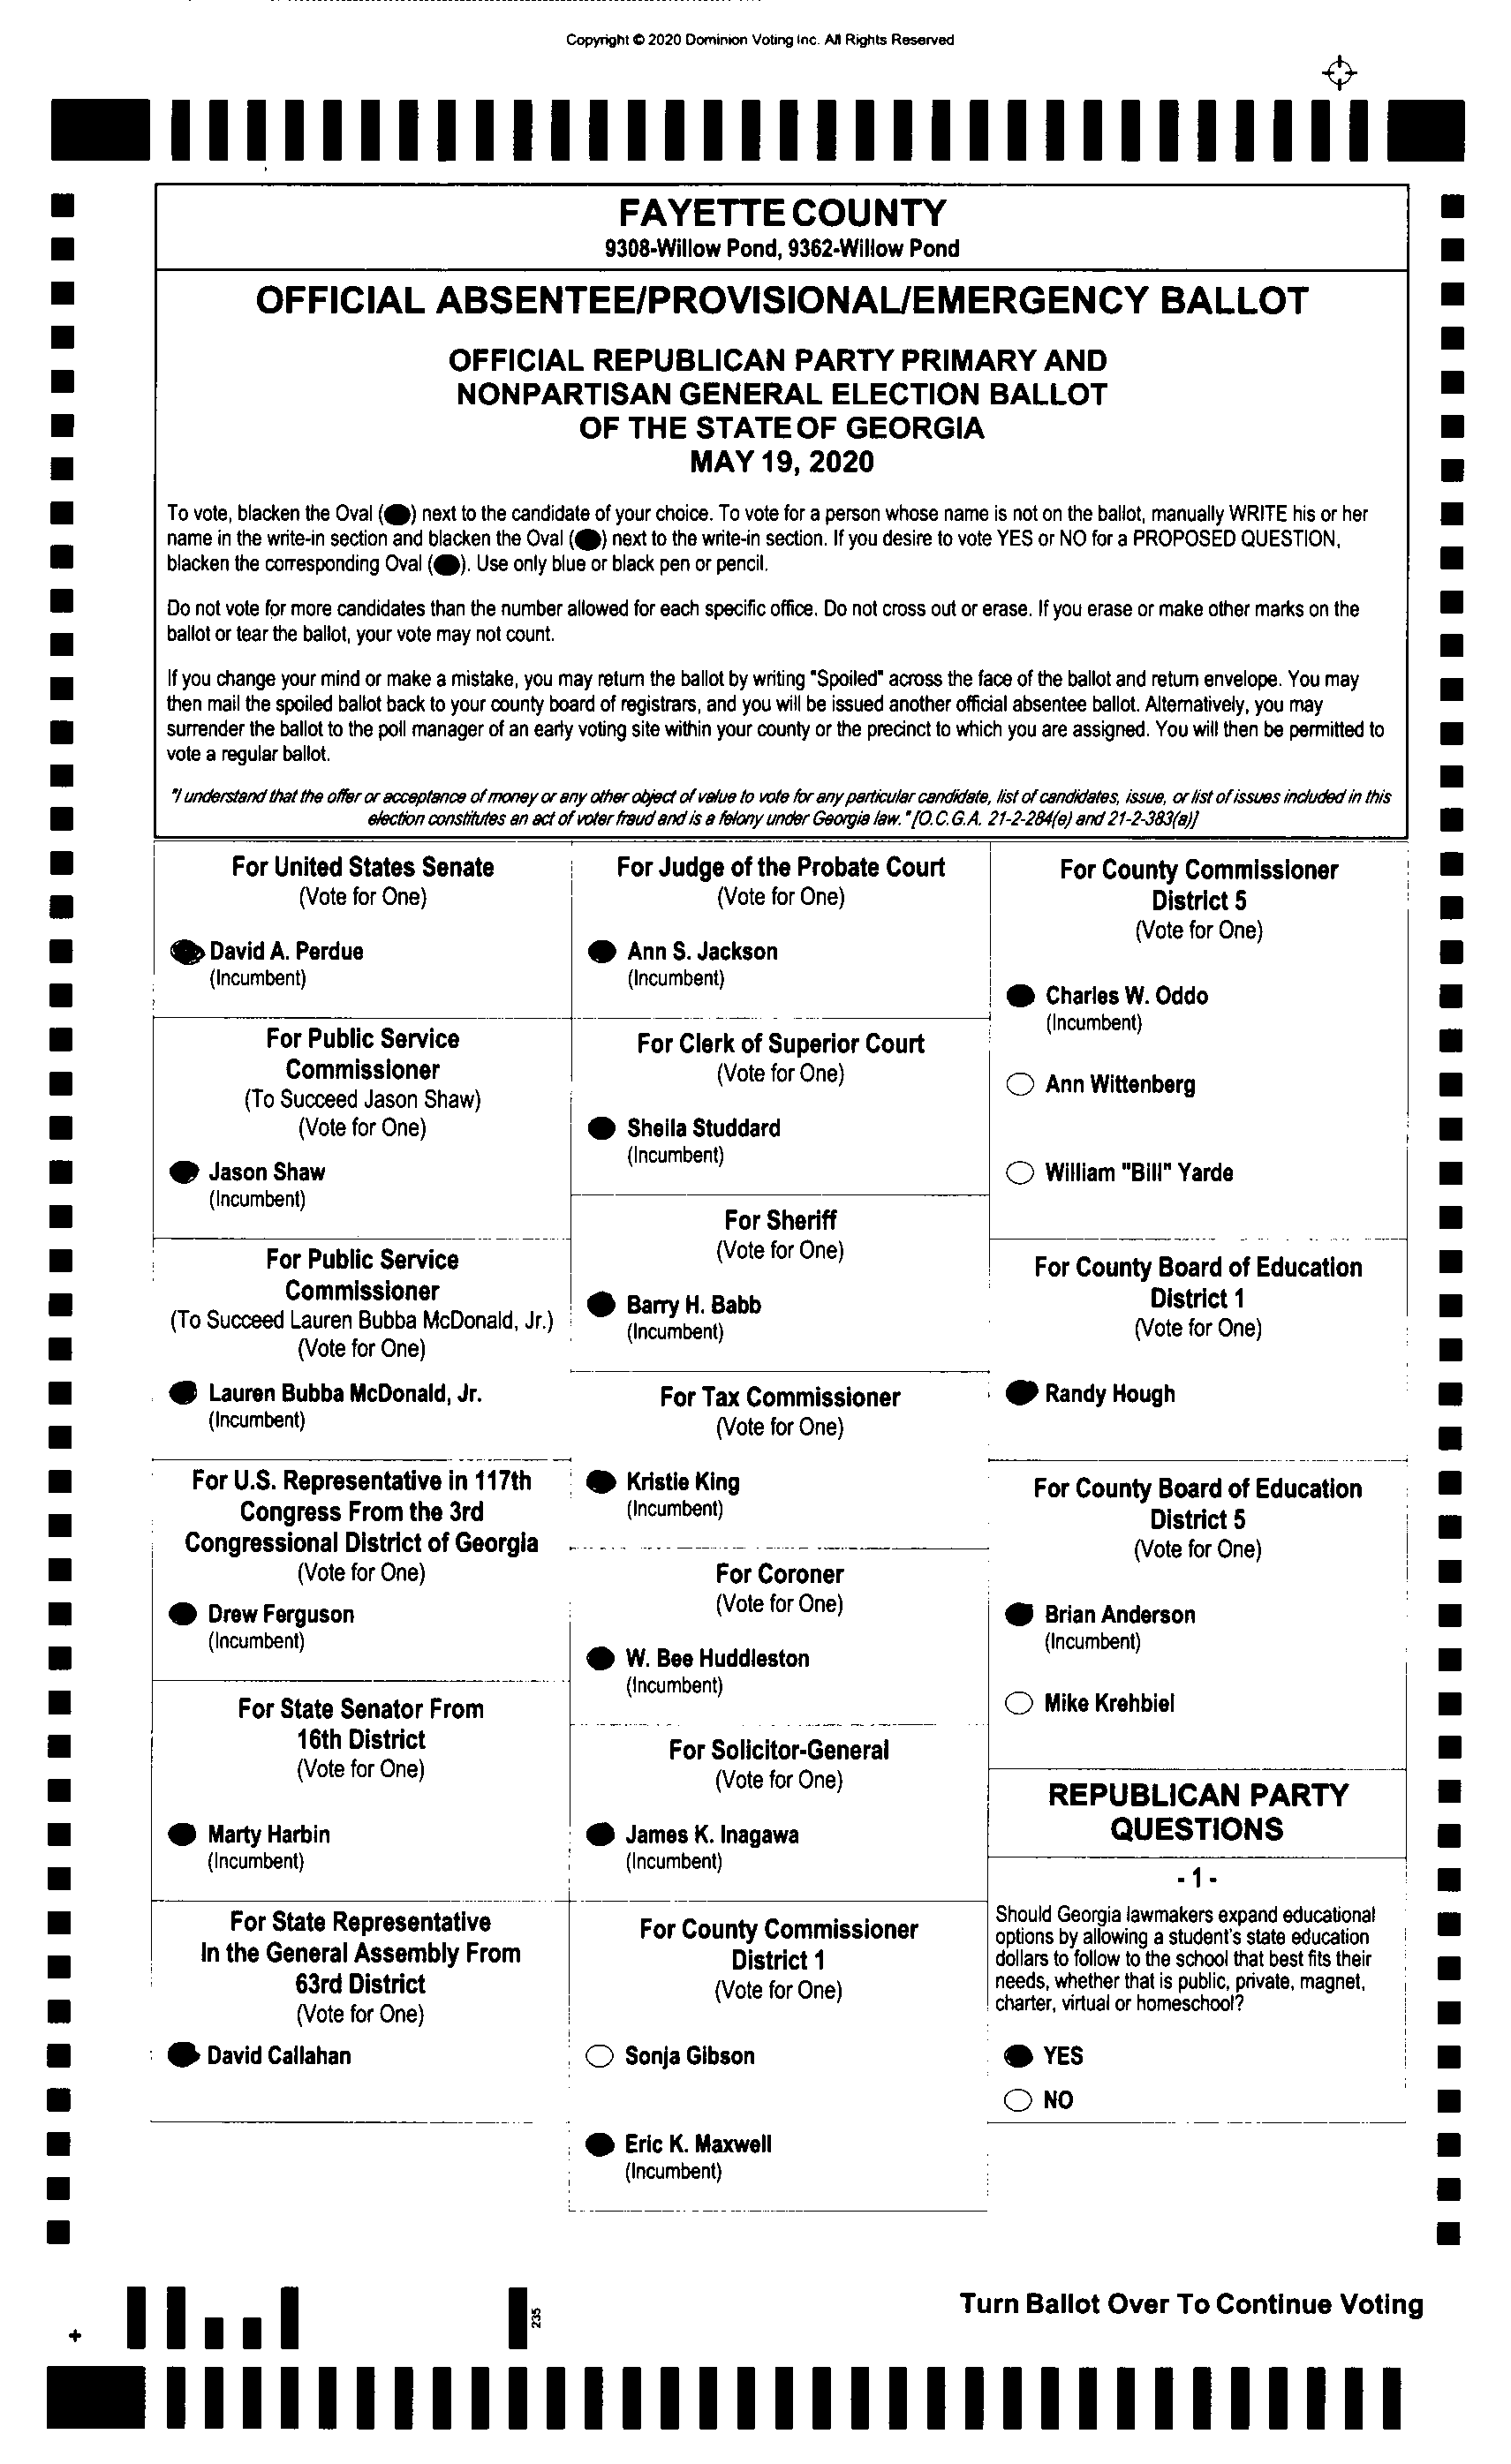 Copyright © 2020 Dominion Voting Inc. All Rights Reserved
FAYETTE COUNTY
9308-Willow Pond, 9362-Willow Pond
OFFICIAL ABSENTEE/PROVISIONAL/EMERGENCY BALLOT
OFFICIAL REPUBLICAN PARTY PRIMARY AND
NONPARTISAN GENERAL ELECTION BALLOT
OF THE STATE OF GEORGIA
MAY 19, 2020
To vote, blacken the Oval ( ) next to the candidate of your choice. To vote for a person whose name is not on the ballot, manually WRITE his or her
name in the write-in section and blacken the Oval ( ) next to the write-in section. If you desire to vote YES or NO for a PROPOSED QUESTION,
blacken the corresponding Oval ( ). Use only blue or black pen or pencil.
Do not vote for more candidates than the number allowed for each specific office. Do not cross out or erase. If you erase or make other marks on the
ballot or tear the ballot, your vote may not count.
If you change your mind or make a mistake, you may return the ballot by writing "Spoiled" across the face of the ballot and return envelope. You may
then mail the spoiled ballot back to your county board of registrars, and you will be issued another official absentee ballot. Alternatively, you may
surrender the ballot to the poll manager of an early voting site within your county or the precinct to which you are assigned. You will then be permitted to
vote a regular ballot.
"I understand that the offer or acceptance of money or any other object of value to vote for any particular candidate, list of candidates, issue, or list of issues included in this
election constitutes an act of voter fraud and is a felony under Georgia law." [O.C.G.A. 21-2-284(e) and 21-2-383(a)]
For United States Senate
(Vote for One)
David A. Perdue
(Incumbent)
For Public Service
Commissioner
(To Succeed Jason Shaw)
(Vote for One)
Jason Shaw
(Incumbent)
For Public Service
Commissioner
(To Succeed Lauren Bubba McDonald, Jr.)
(Vote for One)
Lauren Bubba McDonald, Jr.
(Incumbent)
For U.S. Representative in 117th
Congress From the 3rd
Congressional District of Georgia
(Vote for One)
Drew Ferguson
(Incumbent)
For State Senator From
16th District
(Vote for One)
Marty Harbin
(Incumbent)
For State Representative
In the General Assembly From
63rd District
(Vote for One)
David Callahan
For Judge of the Probate Court
(Vote for One)
Ann S. Jackson
(Incumbent)
For Clerk of Superior Court
(Vote for One)
Sheila Studdard
(Incumbent)
For Sheriff
(Vote for One)
Barry H. Babb
(Incumbent)
For Tax Commissioner
(Vote for One)
Kristie King
(Incumbent)
For Coroner
(Vote for One)
W. Bee Huddleston
(Incumbent)
For Solicitor-General
(Vote for One)
James K. Inagawa
(Incumbent)
For County Commissioner
District 1
(Vote for One)
Sonja Gibson
Eric K. Maxwell
(Incumbent)
For County Commissioner
District 5
(Vote for One)
Charles W. Oddo
(Incumbent)
Ann Wittenberg
William "Bill" Yarde
For County Board of Education
District 1
(Vote for One)
Randy Hough
For County Board of Education
District 5
(Vote for One)
Brian Anderson
(Incumbent)
Mike Krehbiel
REPUBLICAN PARTY
QUESTIONS
- 1 -
Should Georgia lawmakers expand educational
options by allowing a student's state education
dollars to follow to the school that best fits their
needs, whether that is public, private, magnet,
charter, virtual or homeschool?
YES
NO
235
Turn Ballot Over To Continue Voting